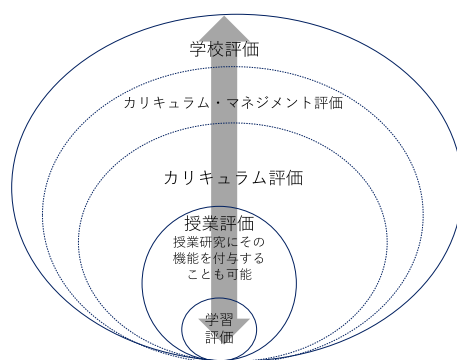 学校評価
カリキュラム・マネジメント評価
カリキュラム評価
授業評価
授業研究にその
機能を付与する
ことも可能
学習
評価